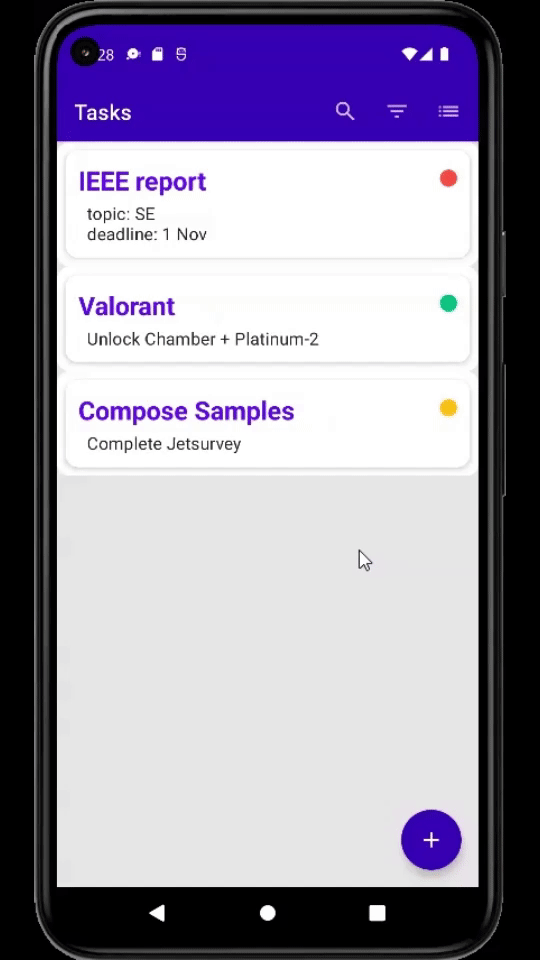 28
Tasks
IEEE report
topic: SE
deadline: 1 Nov
Valorant
Unlock Chamber + Platinum-2
Compose Samples
Complete Jetsurvey
+